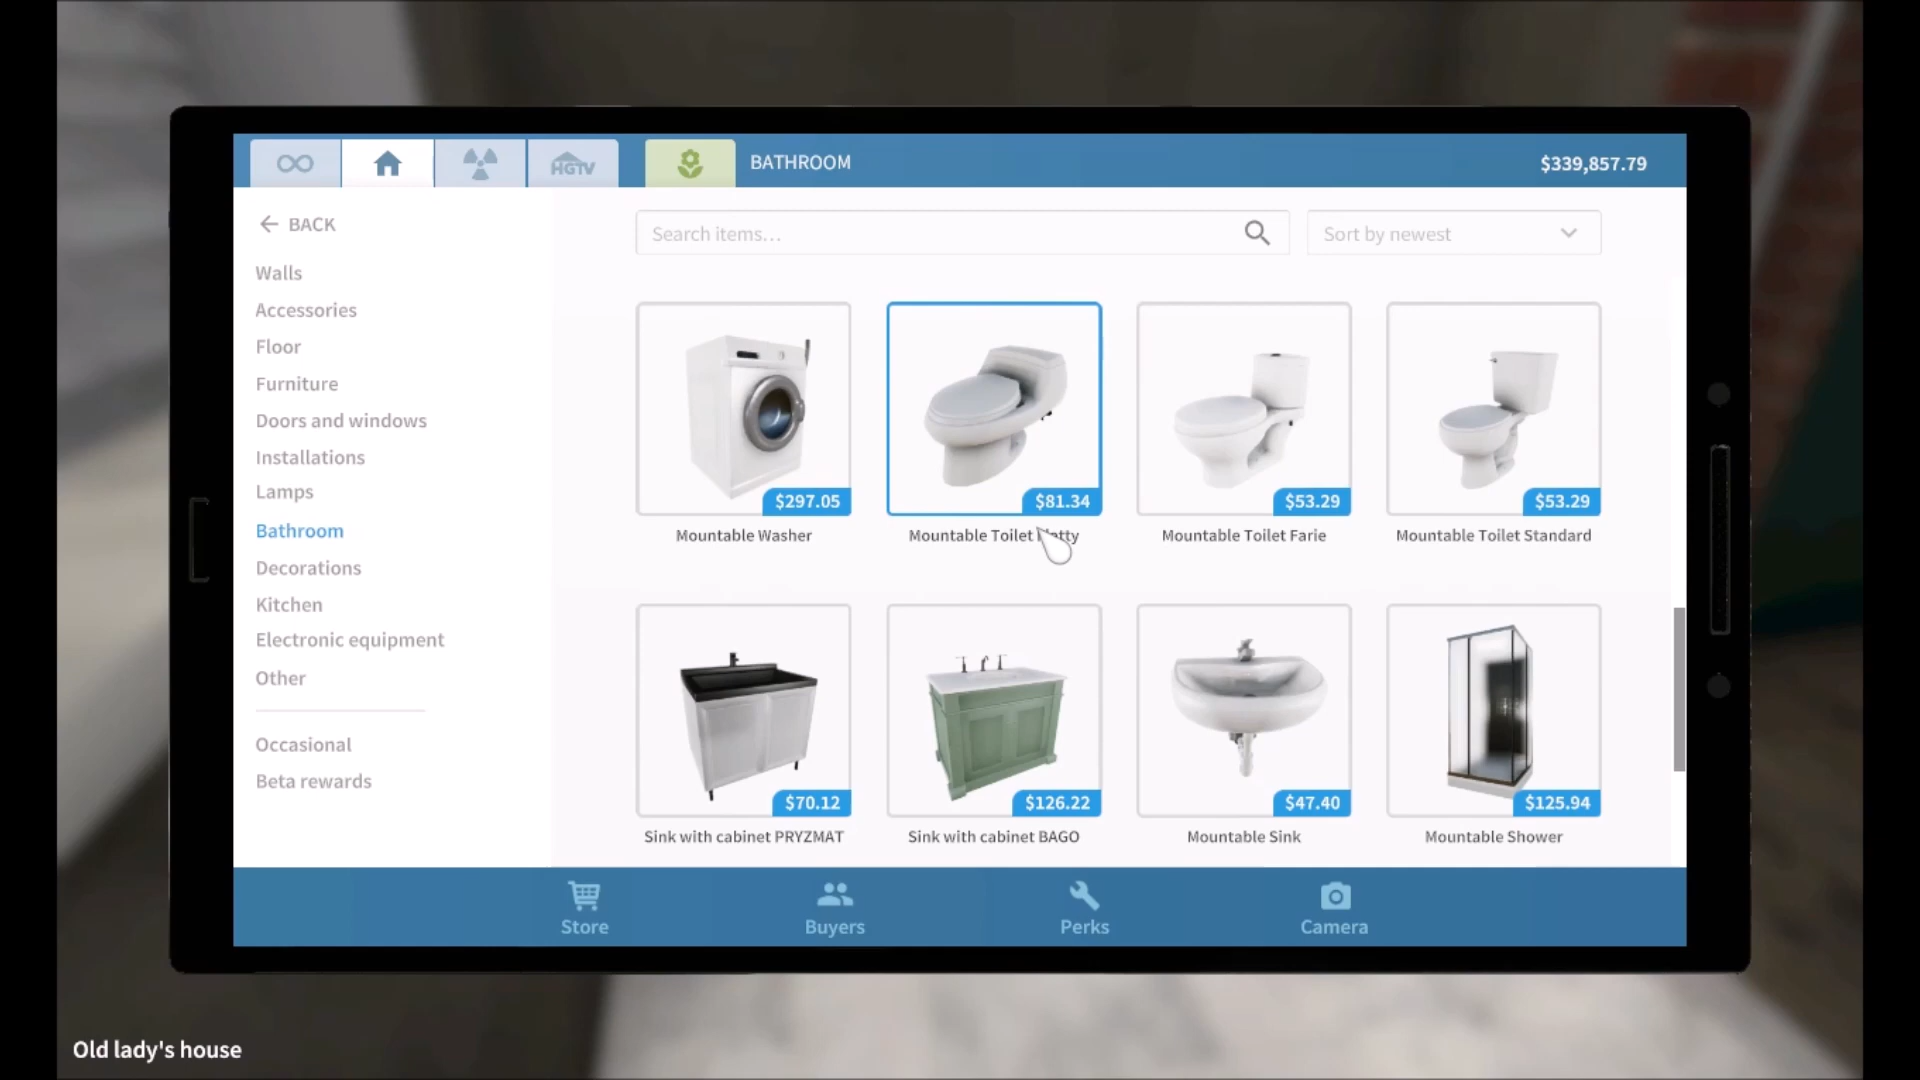 HGTV
BATHROOM
$339,857.79
BACK
Search items...
Sort by newest
Walls
Accessories
Floor
Furniture
Doors and windows
Installations
Lamps
Bathroom
Decorations
Kitchen
Electronic equipment
Other
Occasional
Beta rewards
$297.05
$81.34
$53.29
$53.29
Mountable Washer
Mountable Toilet
Mountable Toilet Farie
Mountable Toilet Standard
$70.12
$126.22
$47.40
$125.94
Sink with cabinet PRYZMAT
Sink with cabinet BAGO
Mountable Sink
Mountable Shower
Store
Buyers
Perks
Camera
Old lady's house